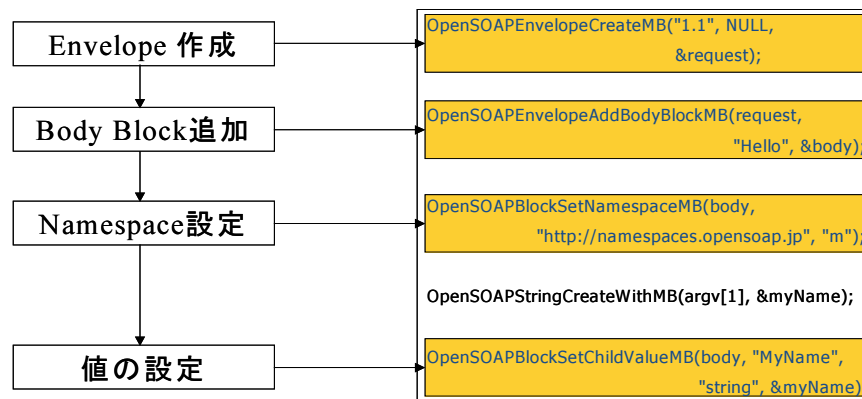 Envelope 作成
OpenSOAPEnvelopeCreateMB("1.1", NULL,
&request);
Body Block追加
OpenSOAPEnvelopeAddBodyBlockMB(request,
"Hello", &body);
Namespace設定
OpenSOAPBlockSetNamespaceMB(body,
"http://namespaces.opensoap.jp", "m");
OpenSOAPStringCreateWithMB(argv[1], &myName);
値の設定
OpenSOAPBlockSetChildValueMB(body, "MyName",
"string", &myName)